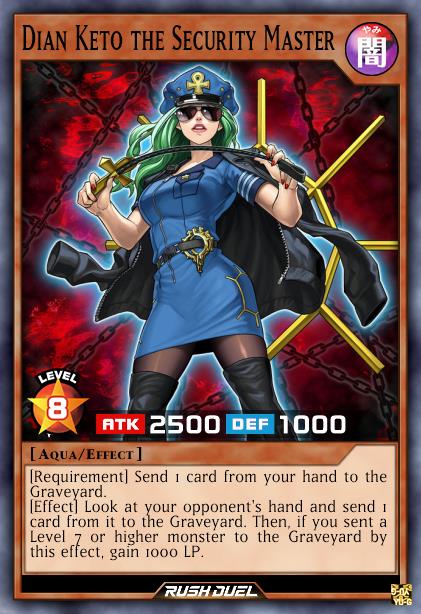 Dian Keto the Security Master
やみ
闇
LEVEL
8
ATK 2500 DEF 1000
[Aqua/Effect]
[Requirement] Send 1 card from your hand to the
Graveyard.
[Effect] Look at your opponent's hand and send 1
card from it to the Graveyard. Then, if you sent a
Level 7 or higher monster to the Graveyard by
this effect, gain 1000 LP.
RUSH DUEL